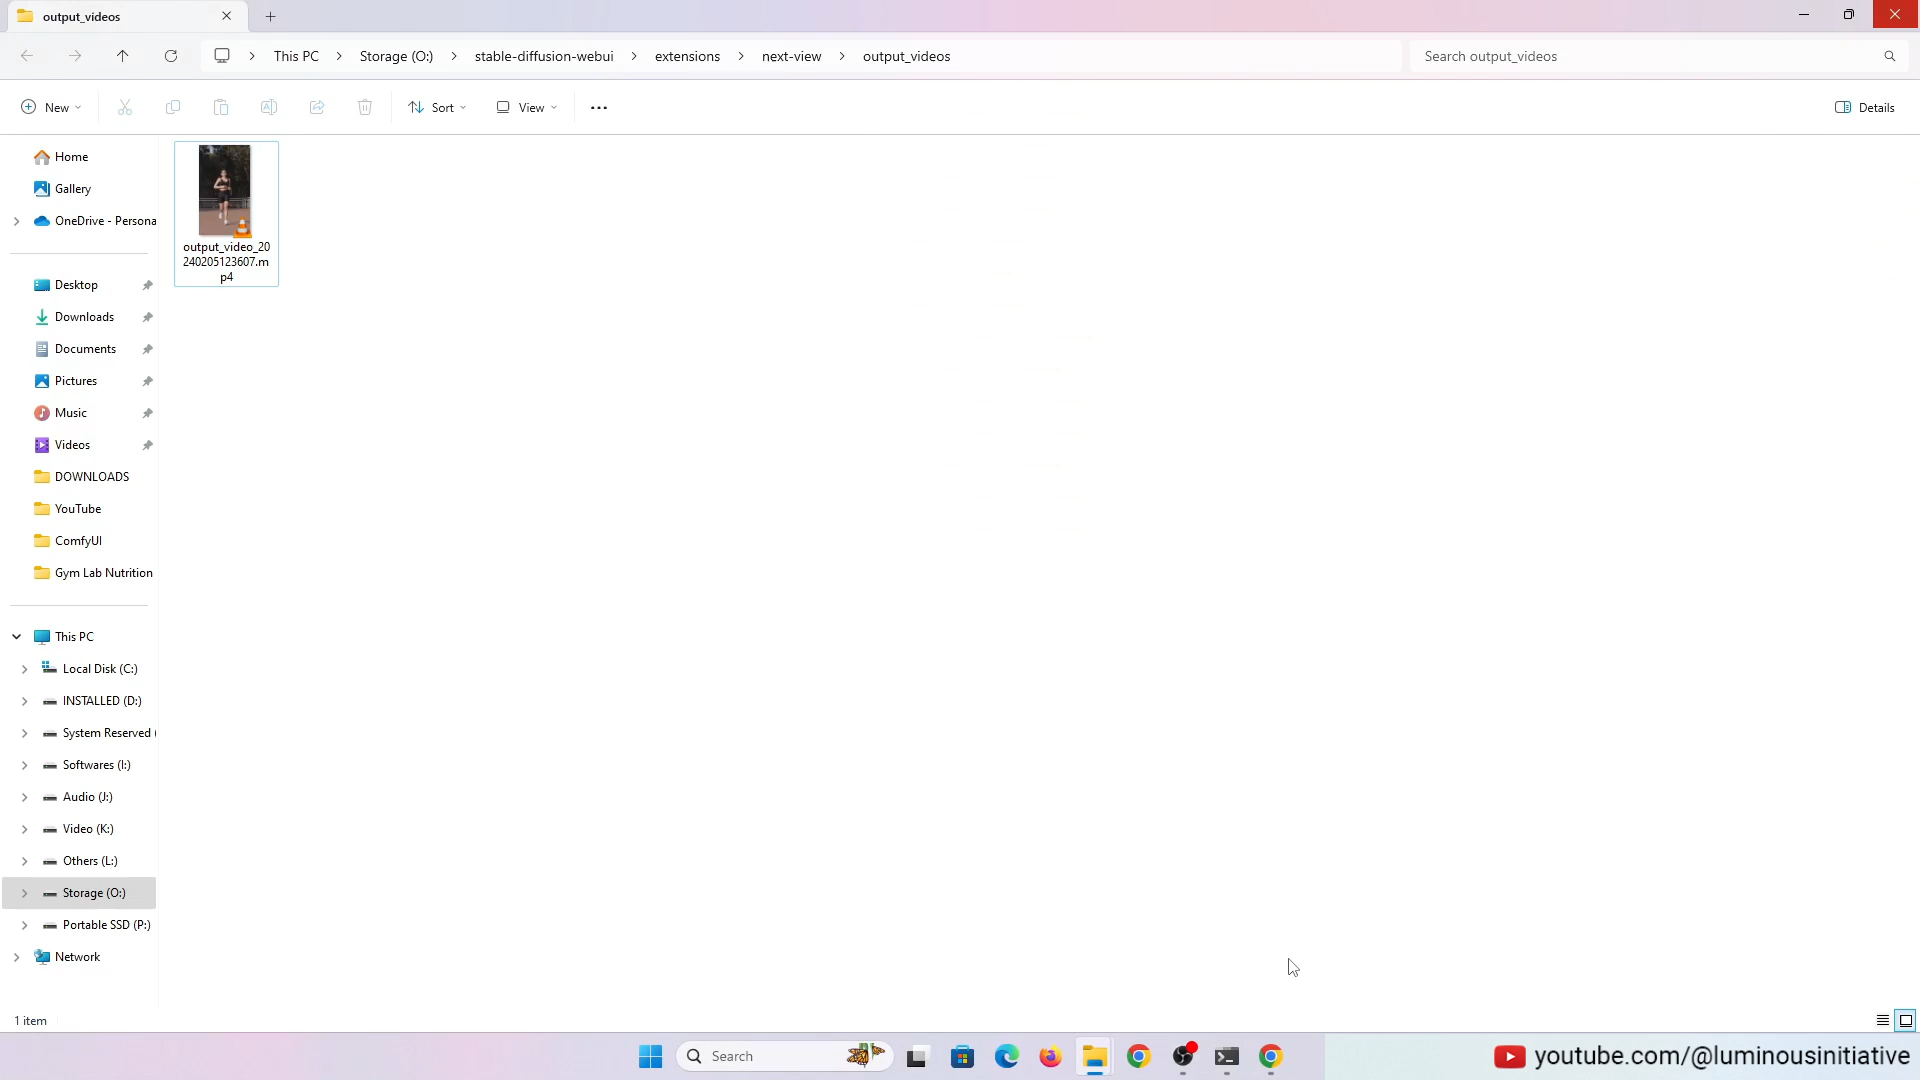 output_videos
This PC
Storage (O:)
stable-diffusion-webui
extensions
next-view
output_videos
Search output_videos
New
Sort
View
Details
Home
Gallery
OneDrive - Persona
Desktop
Downloads
Documents
Pictures
Music
Videos
DOWNLOADS
YouTube
ComfyUI
Gym Lab Nutrition
This PC
Local Disk (C:)
INSTALLED (D:)
System Reserved (
Softwares (I:)
Audio (J:)
Video (K:)
Others (L:)
Storage (O:)
Portable SSD (P:)
Network
output_video_20
240205123607.m
p4
1 item
Search
youtube.com/@luminousinitiative